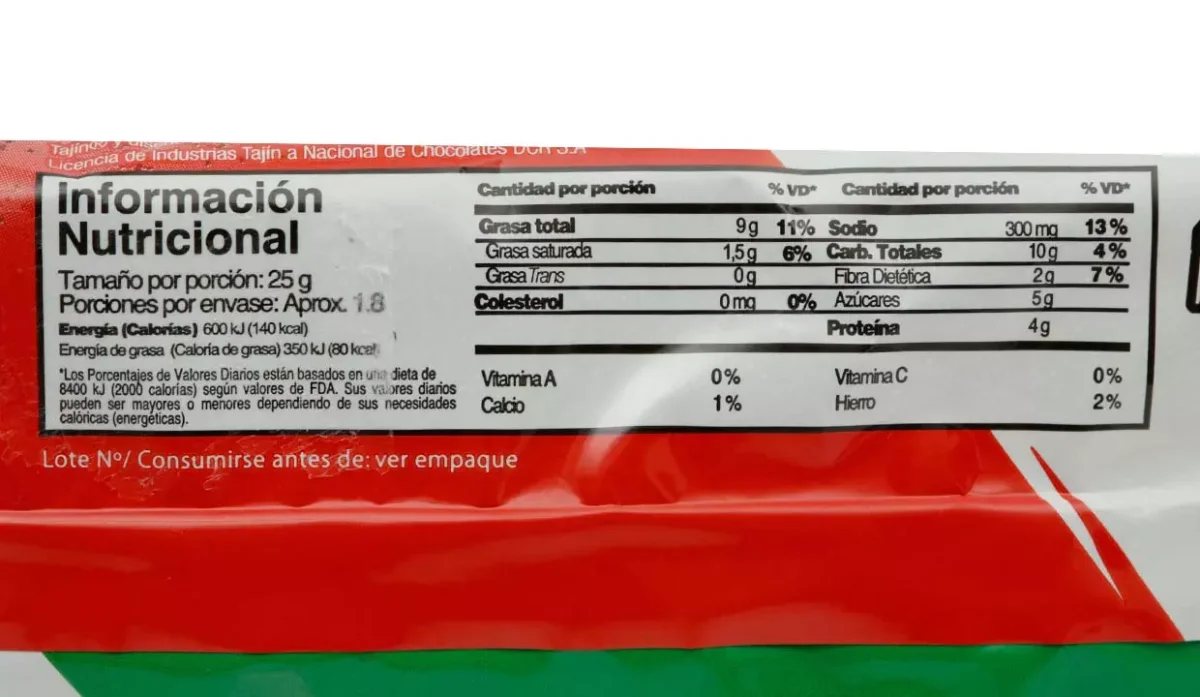 Tajín
Licencia de Industrias Tajín a Nacional de Chocolates DCR S.A
Información
Nutricional
Tamaño por porción: 25 g
Porciones por envase: Aprox. 1.8
Energía (Calorías) 600 kJ (140 kcal)
Energía de grasa (Caloría de grasa) 350 kJ (80 kcal)
*Los Porcentajes de Valores Diarios están basados en una dieta de
8400 kJ (2000 calorías) según valores de FDA. Sus valores diarios
pueden ser mayores o menores dependiendo de sus necesidades
calóricas (energéticas).
Cantidad por porción % VD*
Grasa total 9g 11%
Grasa saturada 1,5g 6%
Grasa Trans 0g
Colesterol 0mg 0%
Cantidad por porción % VD*
Sodio 300mg 13%
Carb. Totales 10g 4%
Fibra Dietética 2g 7%
Azúcares 5g
Proteína 4g
Vitamina A 0% Vitamina C 0%
Calcio 1% Hierro 2%
Lote Nº/ Consumirse antes de: ver empaque